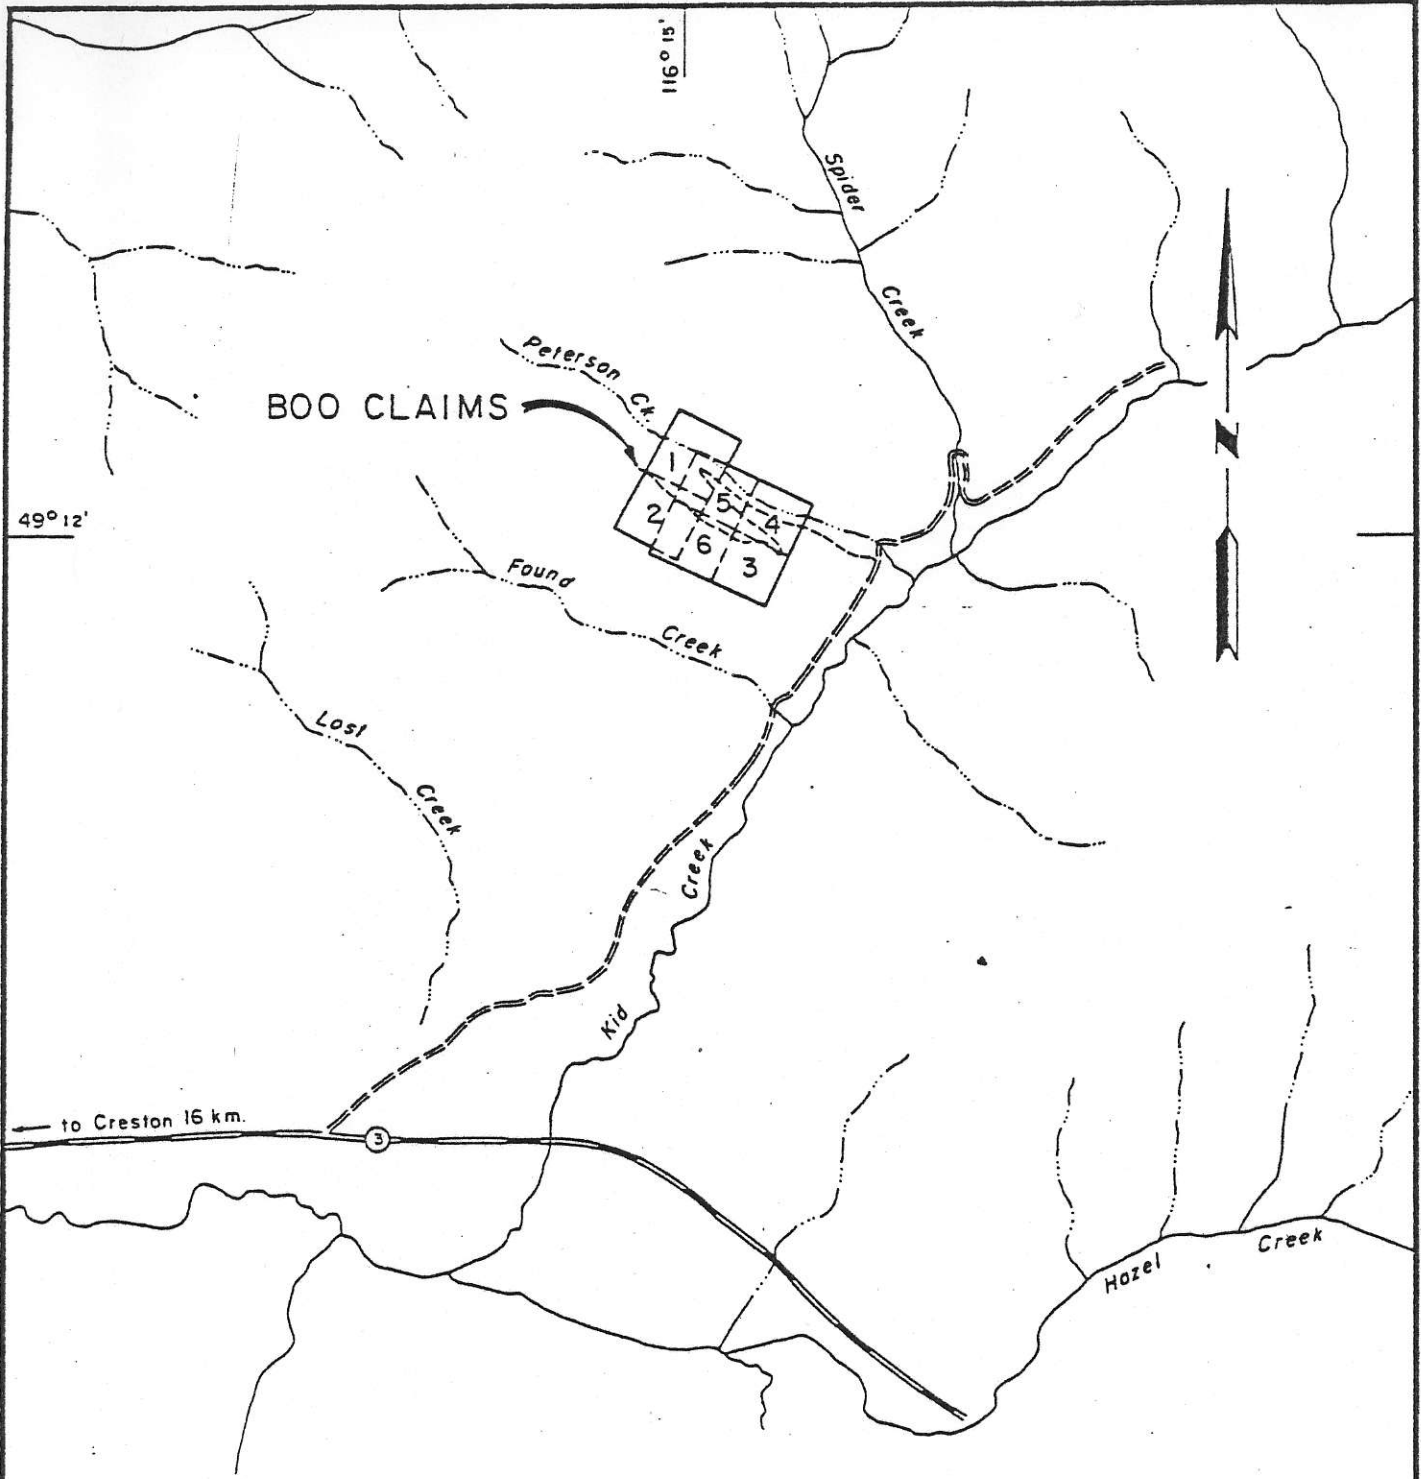 116° 15'
Spider
Creek
Peterson Ck.
BOO CLAIMS
N
1
5
4
2
6
3
49° 12'
Found
Creek
Lost
Creek
Creek
Kid
to Creston 16 km.
3
Hazel
Creek